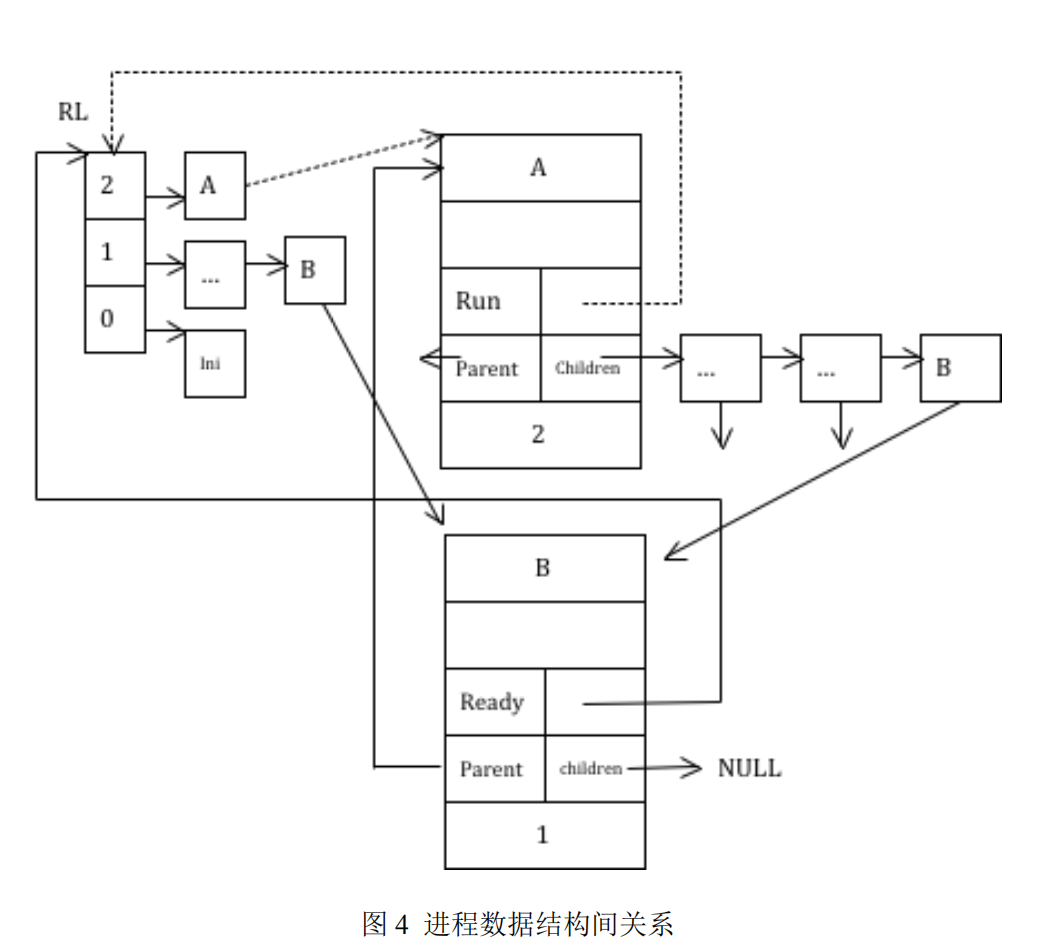 RL
2
A
1
...
B
0
Ini
A
Run
Parent
Children
...
...
B
2
B
Ready
Parent
children
NULL
1
图 4 进程数据结构间关系